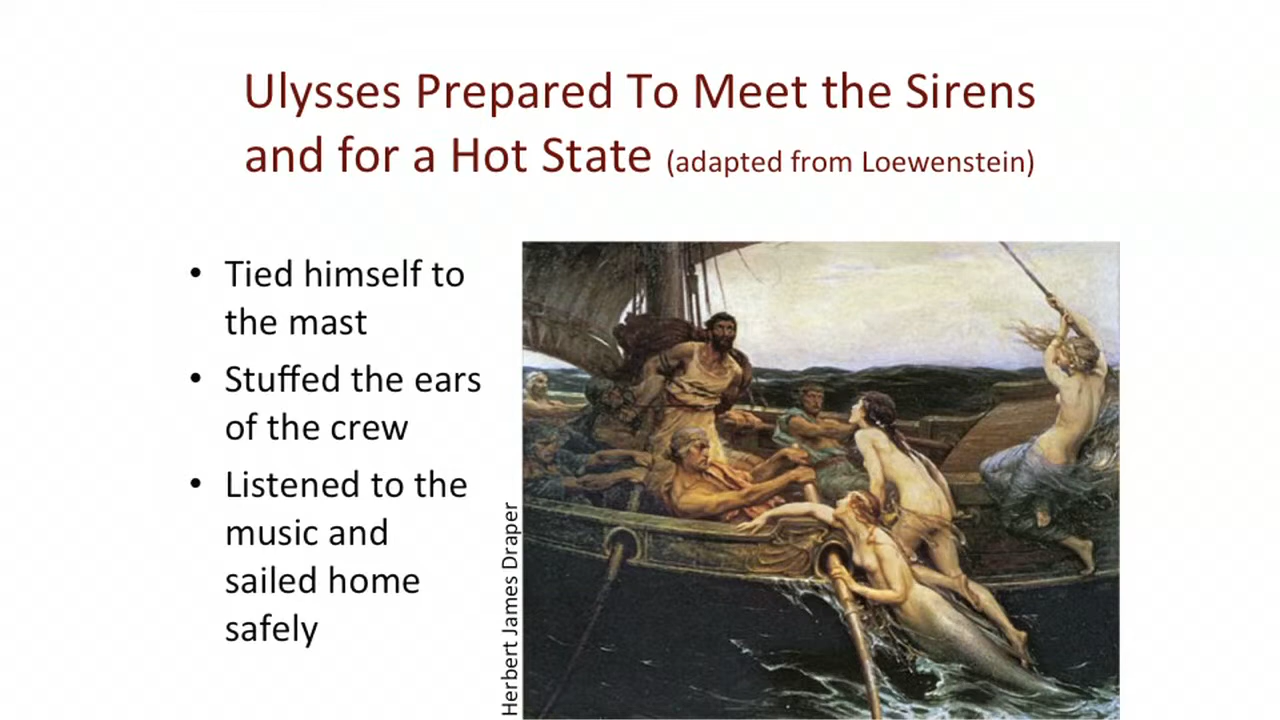 Ulysses Prepared To Meet the Sirens
and for a Hot State (adapted from Loewenstein)
• Tied himself to
the mast
• Stuffed the ears
of the crew
• Listened to the
music and
sailed home
safely
Herbert James Draper